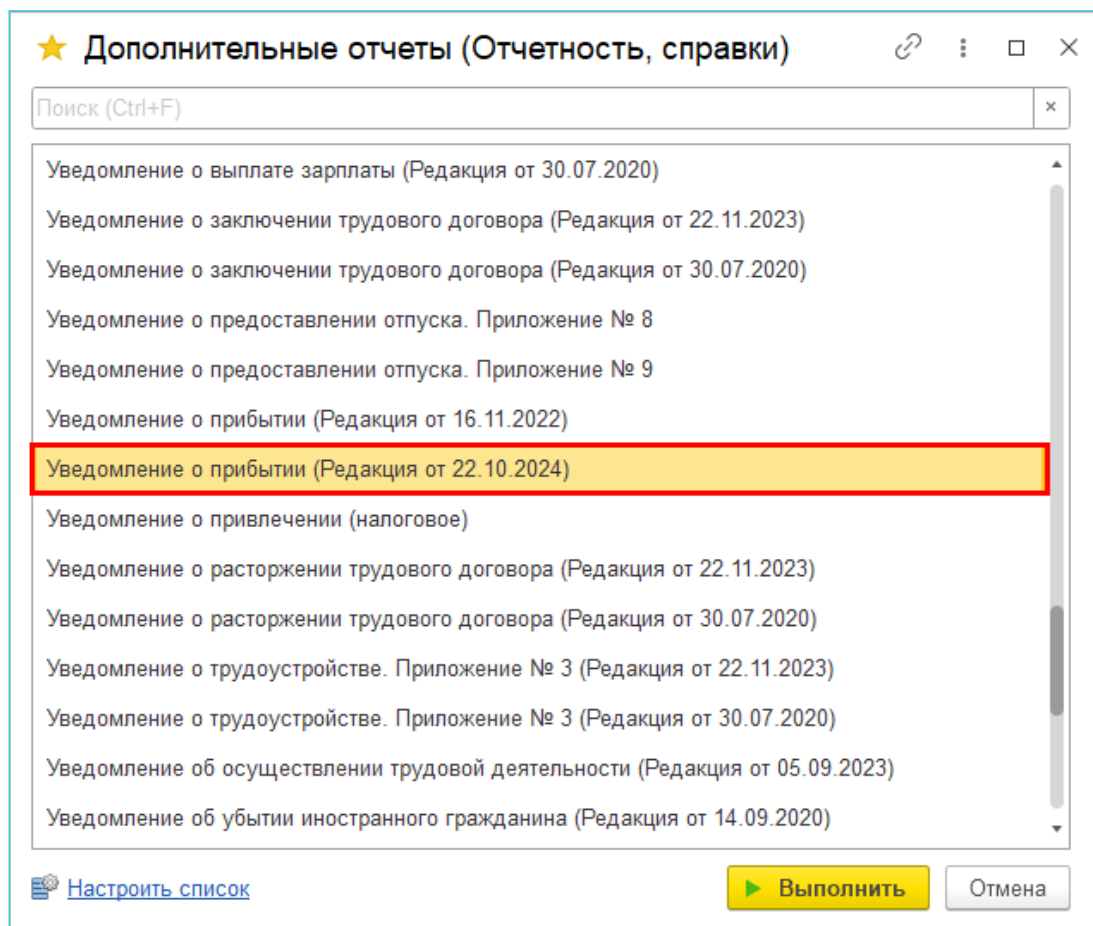 Дополнительные отчеты (Отчетность, справки)
Поиск (Ctrl+F)
Уведомление о выплате зарплаты (Редакция от 30.07.2020)
Уведомление о заключении трудового договора (Редакция от 22.11.2023)
Уведомление о заключении трудового договора (Редакция от 30.07.2020)
Уведомление о предоставлении отпуска. Приложение № 8
Уведомление о предоставлении отпуска. Приложение № 9
Уведомление о прибытии (Редакция от 16.11.2022)
Уведомление о прибытии (Редакция от 22.10.2024)
Уведомление о привлечении (налоговое)
Уведомление о расторжении трудового договора (Редакция от 22.11.2023)
Уведомление о расторжении трудового договора (Редакция от 30.07.2020)
Уведомление о трудоустройстве. Приложение № 3 (Редакция от 22.11.2023)
Уведомление о трудоустройстве. Приложение № 3 (Редакция от 30.07.2020)
Уведомление об осуществлении трудовой деятельности (Редакция от 05.09.2023)
Уведомление об убытии иностранного гражданина (Редакция от 14.09.2020)
Настроить список Выполнить Отмена